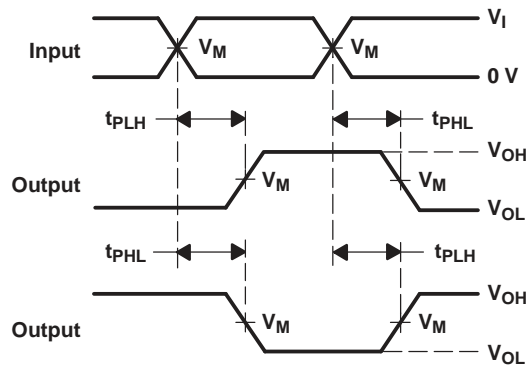 Input
V_M
V_M
V_I
0 V
t_PLH
t_PHL
Output
V_M
V_M
V_OH
V_OL
t_PHL
t_PLH
Output
V_M
V_M
V_OH
V_OL